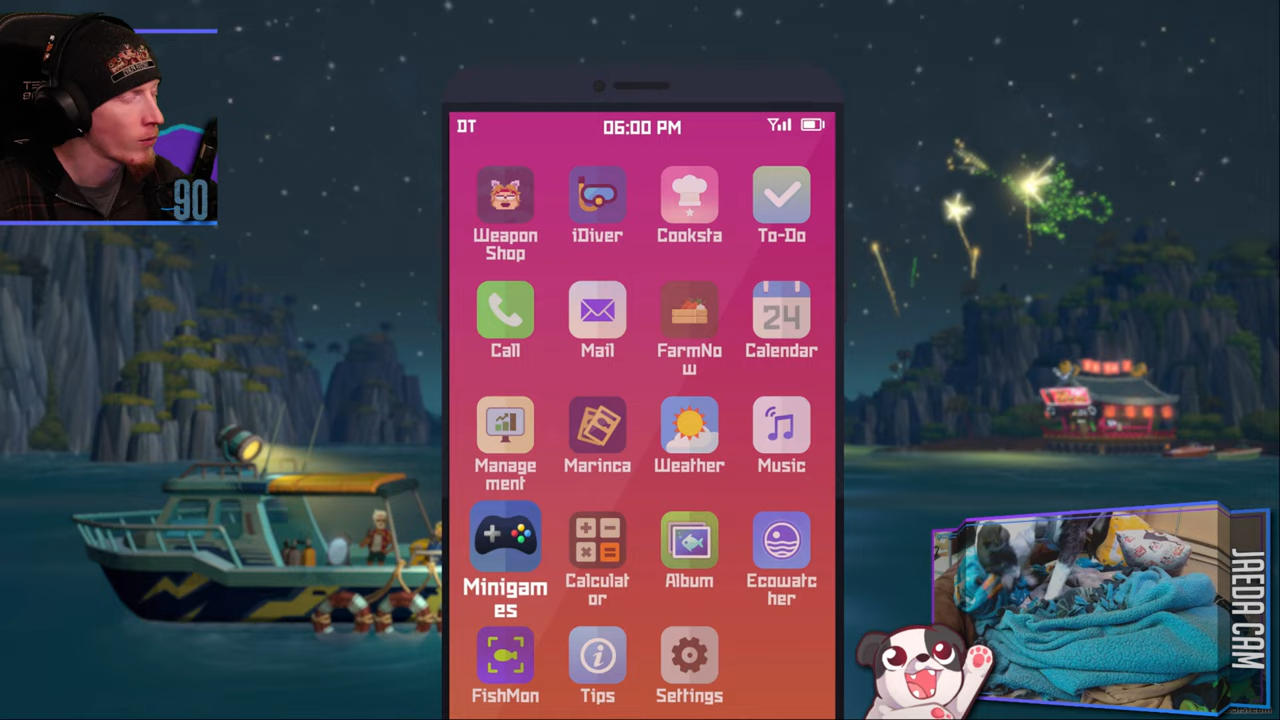 90
DT
06:00 PM
Weapon
Shop
iDiver
Cooksta
To-Do
Call
Mail
FarmNo
w
24
Calendar
Manage
ment
Marinca
Weather
Music
Minigam
es
Calculat
or
Album
Ecowatc
her
FishMon
Tips
Settings
JAEDA CAM